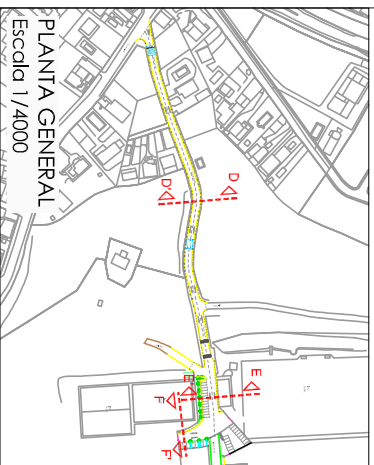 PLANTA GENERAL
Escala 1/4000
D
D'
E
E
F
F'